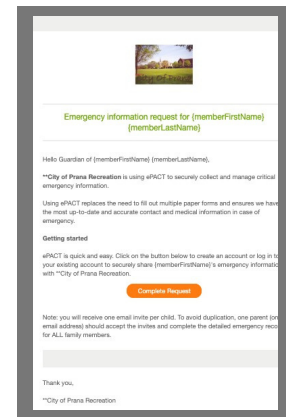 Emergency information request for {memberFirstName}
{memberLastName}
Hello Guardian of {memberFirstName} {memberLastName},
**City of Prana Recreation is using ePACT to securely collect and manage critical
emergency information.
Using ePACT replaces the need to fill out multiple paper forms and ensures we have
the most up-to-date and accurate contact and medical information in case of
emergency.
Getting started
ePACT is quick and easy. Click on the button below to create an account or log in to
your existing account to securely share {memberFirstName}'s emergency informatio
with **City of Prana Recreation.
Complete Request
Note: you will receive one email invite per child. To avoid duplication, one parent (on
email address) should accept the invites and complete the detailed emergency reco
for ALL family members.
Thank you,
**City of Prana Recreation